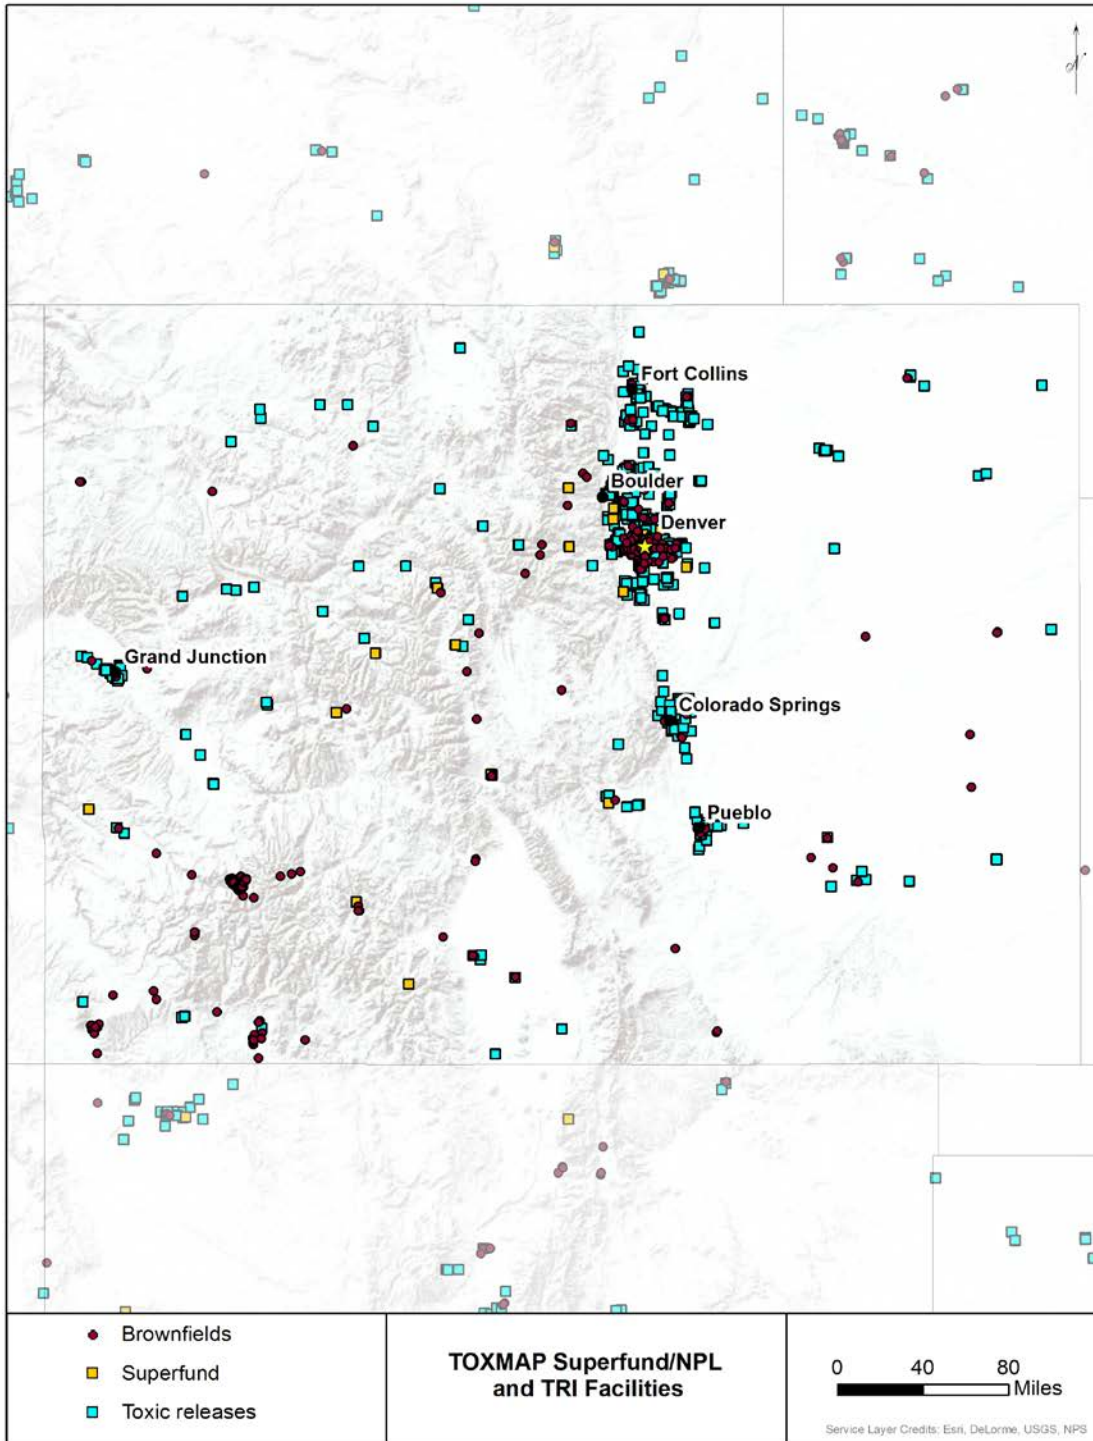 N
Fort Collins
Boulder
Denver
Grand Junction
Colorado Springs
Pueblo
Brownfields
Superfund
Toxic releases
TOXMAP Superfund/NPL
and TRI Facilities
0 40 80
Miles
Service Layer Credits: Esri, DeLorme, USGS, NPS